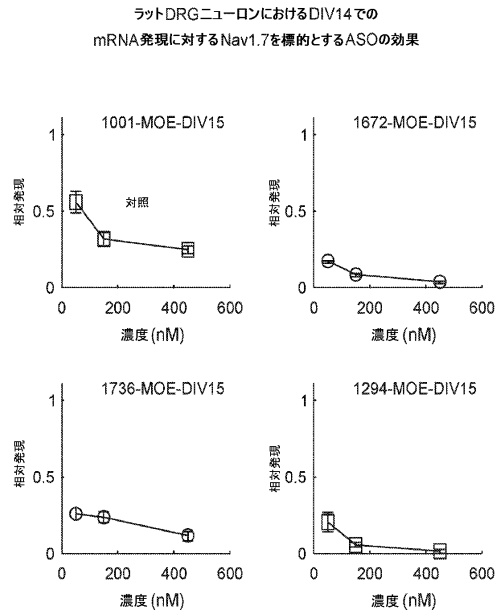 ラットDRGニューロンにおけるDIV14での
mRNA発現に対するNav1.7を標的とするASOの効果
1001-MOE-DIV15
1
0.5
0
相対発現
対照
0 200 400 600
濃度 (nM)
1672-MOE-DIV15
1
0.5
0
相対発現
0 200 400 600
濃度 (nM)
1736-MOE-DIV15
1
0.5
0
相対発現
0 200 400 600
濃度 (nM)
1294-MOE-DIV15
1
0.5
0
相対発現
0 200 400 600
濃度 (nM)